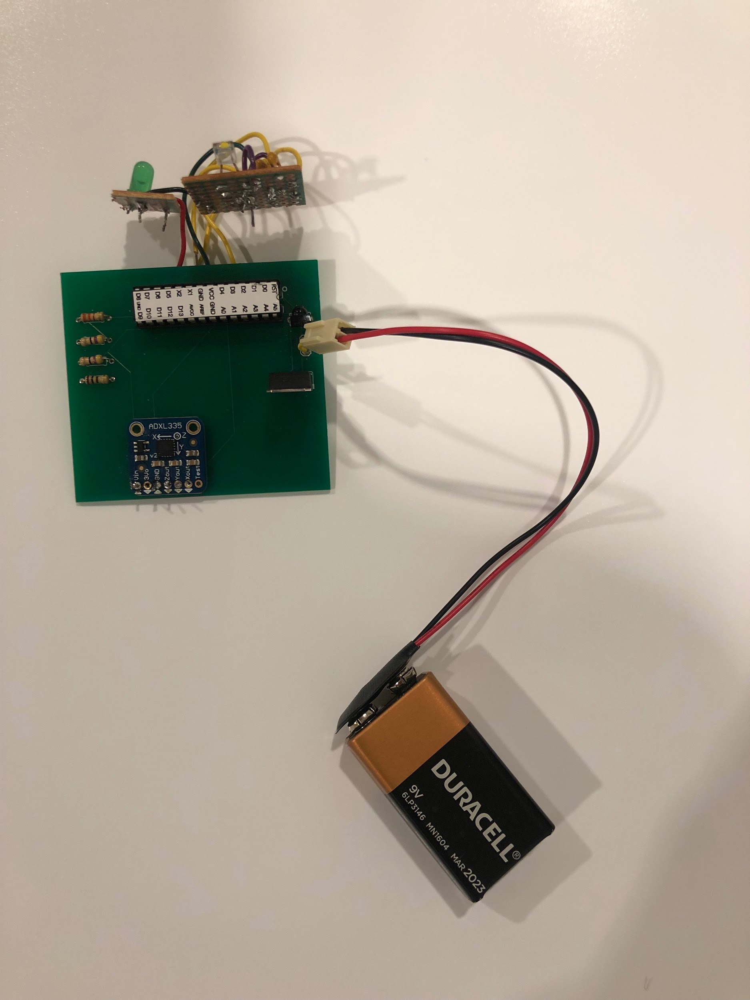 RST A5
D0 A4
D1 A3
D2 A2
D3 A1
D4 A0
VCC GND
GND AREF
X1 AVCC
X2 D13
D5 D12
D6 D11
D7 D10
D8 UNO D9
ADXL335
X Z
Y
v2
Vin
3Vo
GND
Zout
Yout
Xout
Test
DURACELL®
9V
6LP3146 MN1604 MAR 2023